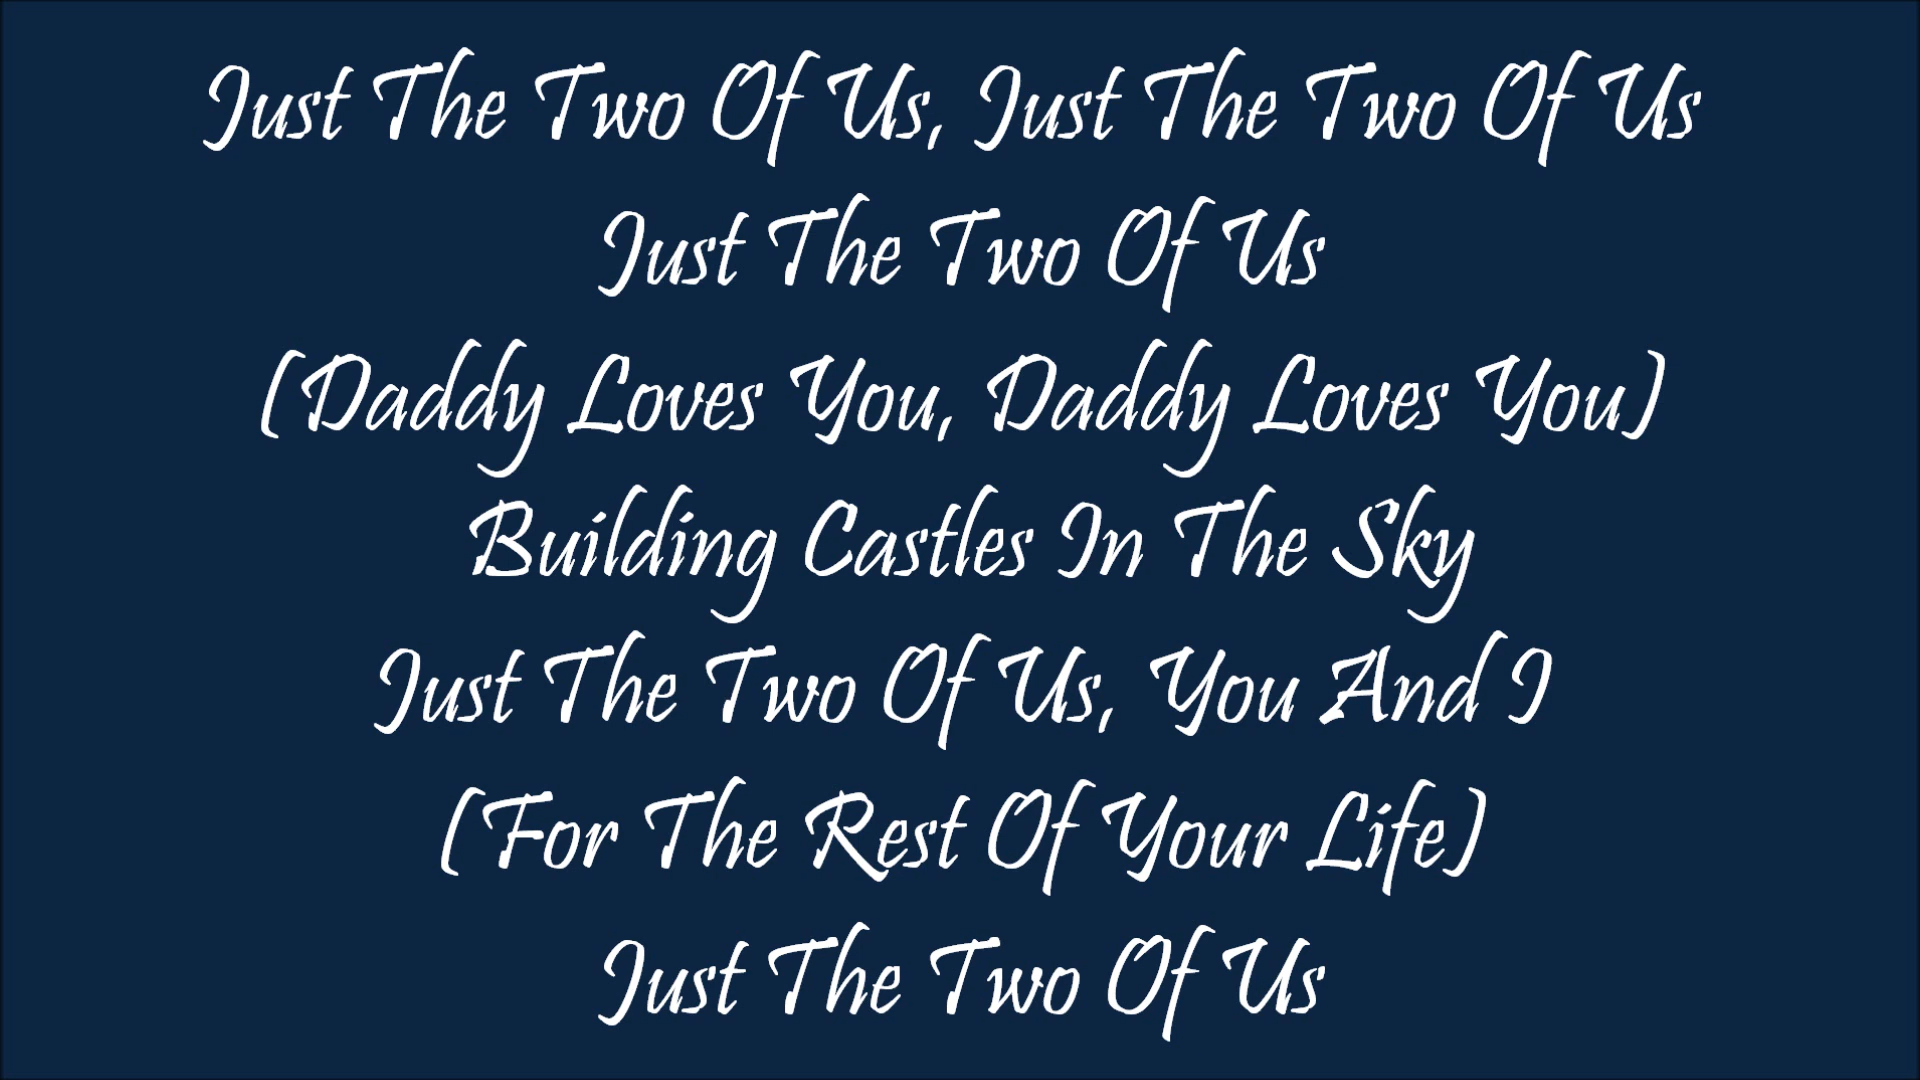 Just The Two Of Us, Just The Two Of Us
Just The Two Of Us
(Daddy Loves You, Daddy Loves You)
Building Castles In The Sky
Just The Two Of Us, You And I
(For The Rest Of Your Life)
Just The Two Of Us